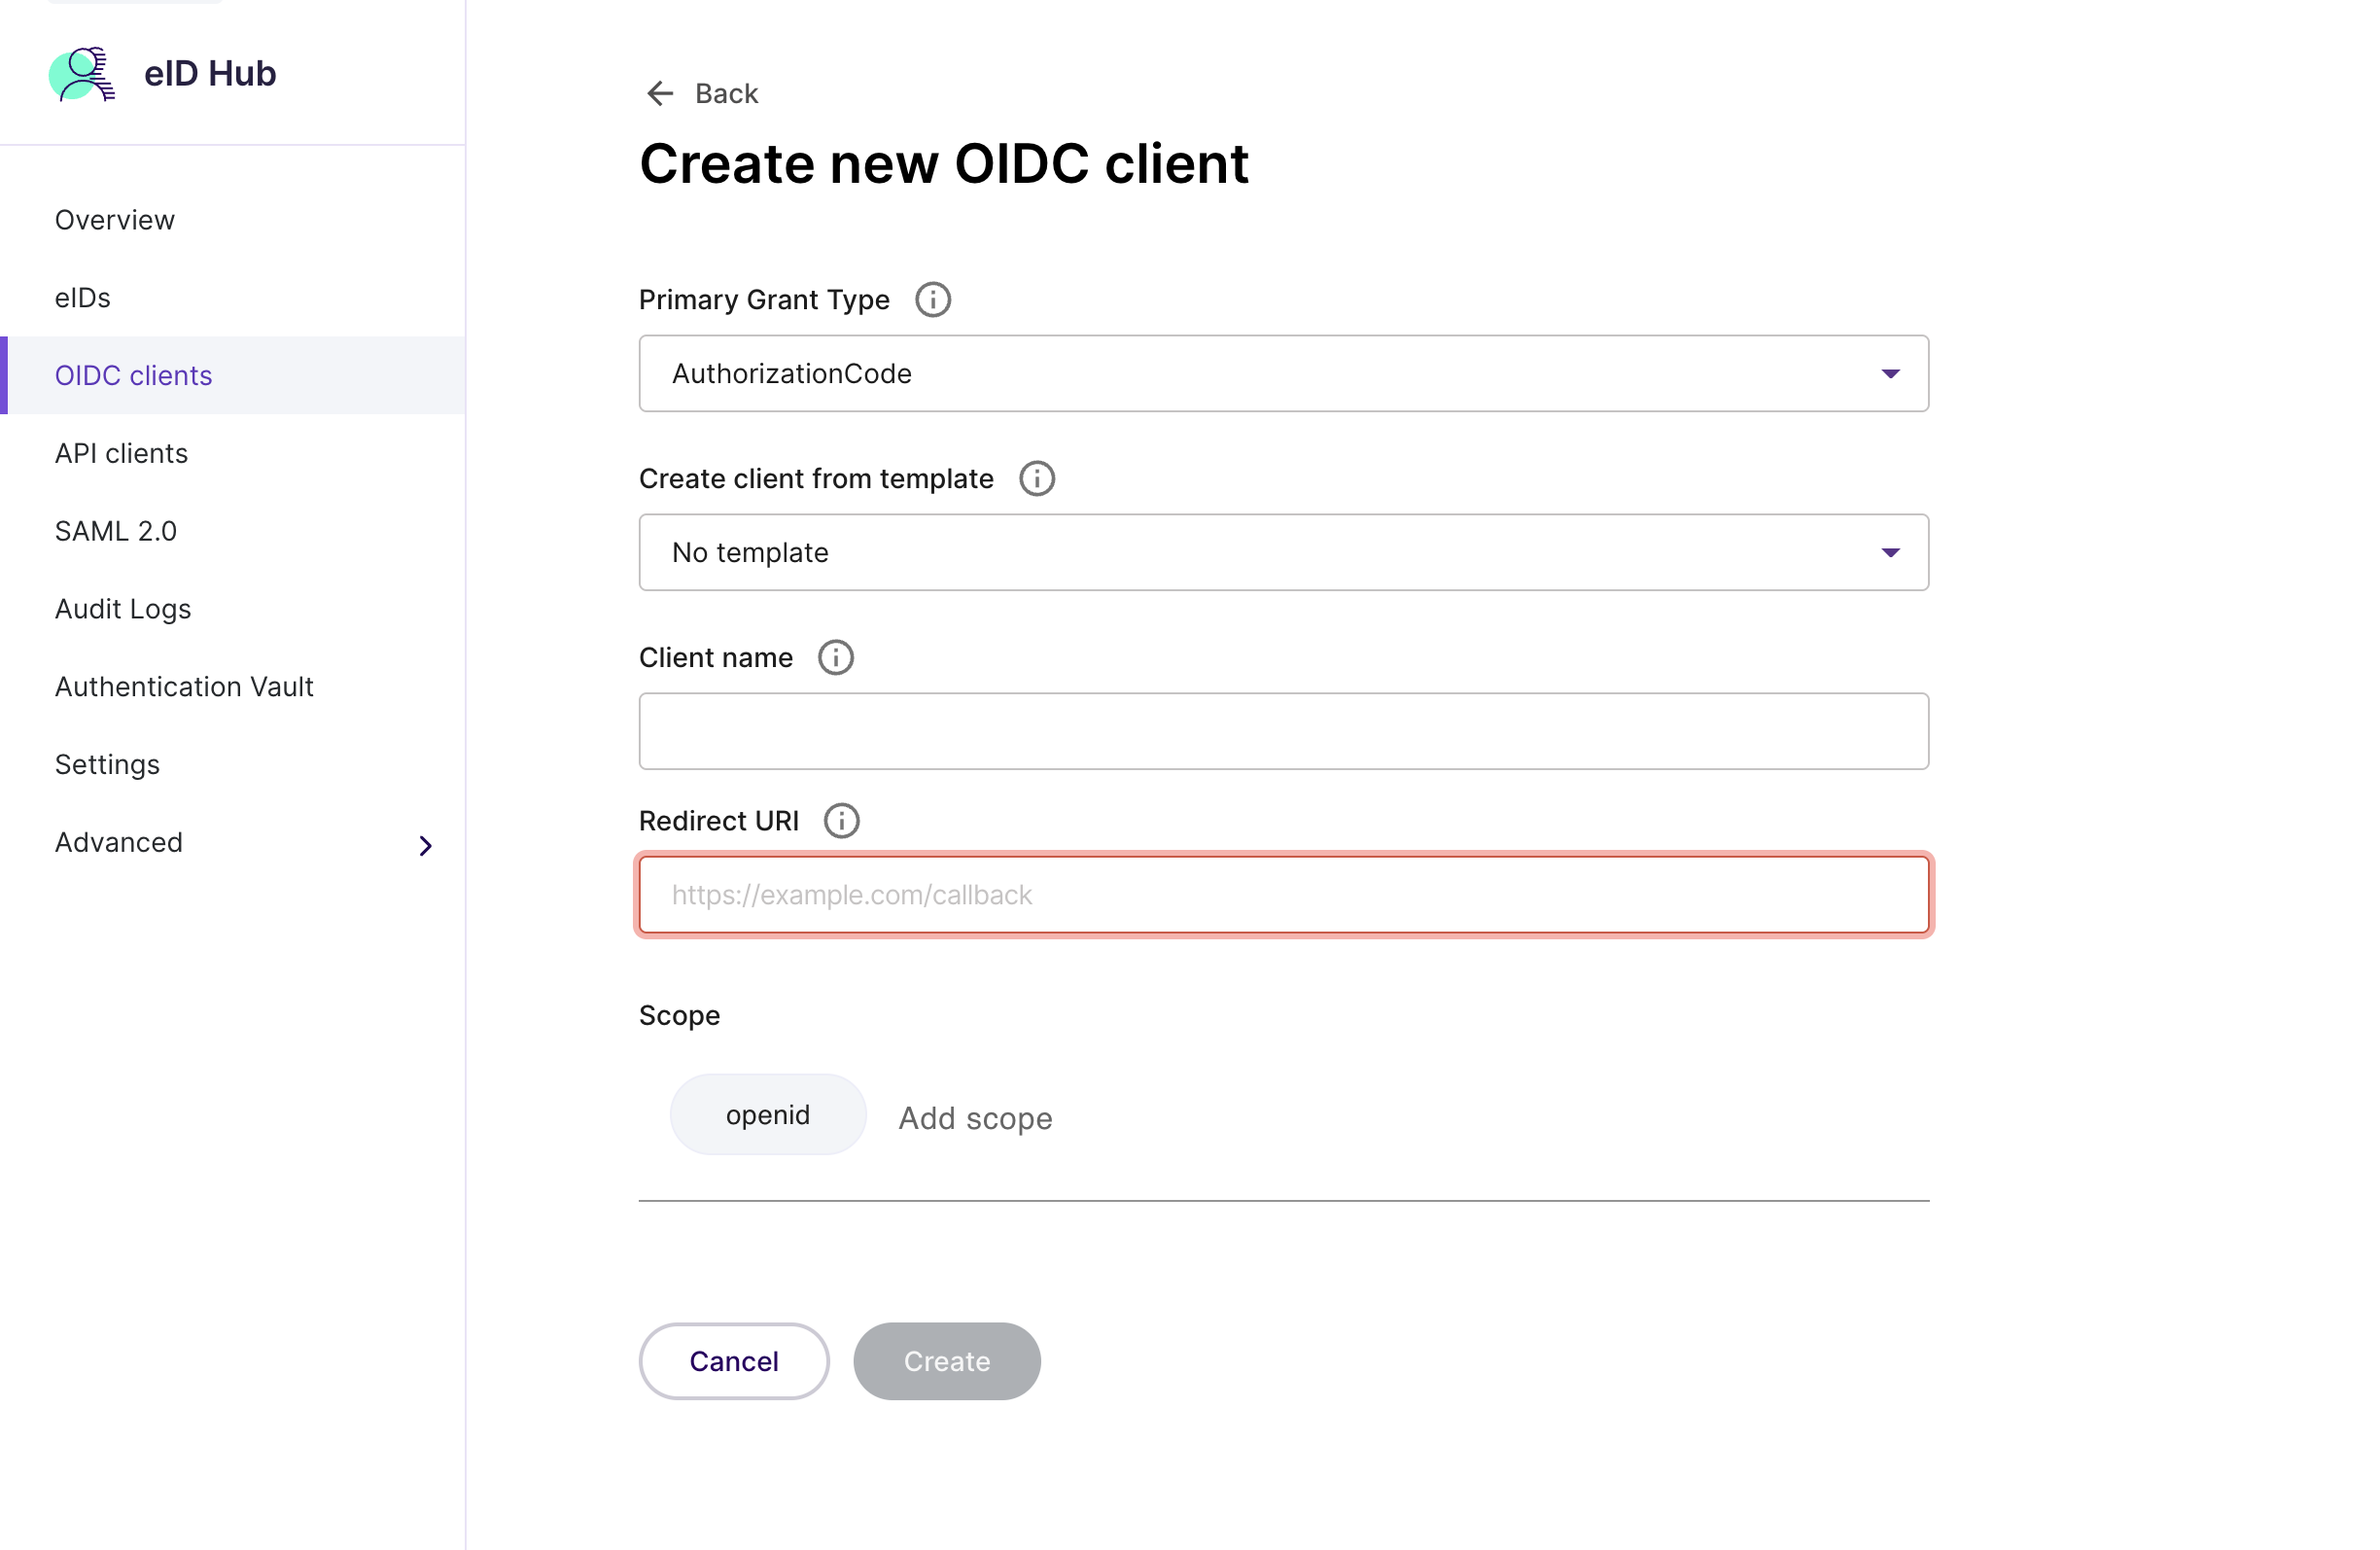 eID Hub
Overview
eIDs
OIDC clients
API clients
SAML 2.0
Audit Logs
Authentication Vault
Settings
Advanced
Back
Create new OIDC client
Primary Grant Type
AuthorizationCode
Create client from template
No template
Client name
Redirect URI
https://example.com/callback
Scope
openid
Add scope
Cancel
Create